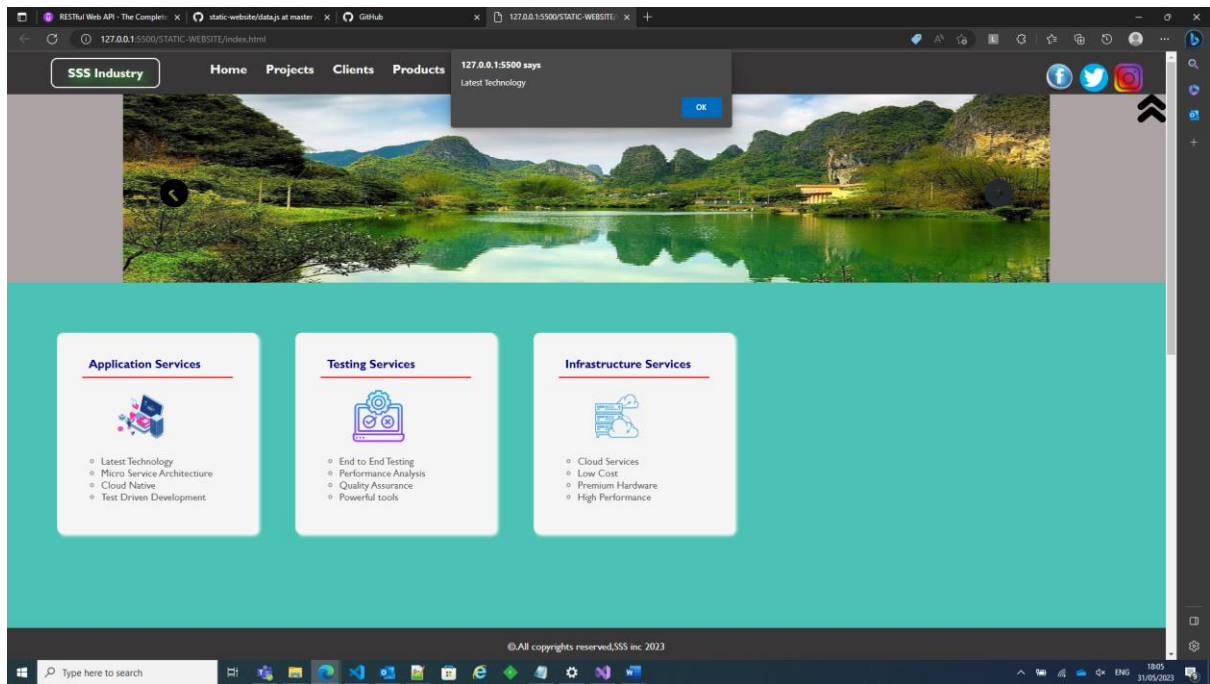 RESTful Web API - The Complete
static-website/data.js at master
GitHub
127.0.0.1:5500/STATIC-WEBSITE/
127.0.0.1:5500/STATIC-WEBSITE/index.html
SSS Industry
Home Projects Clients Products
127.0.0.1:5500 says
Latest Technology
OK
Application Services
Latest Technology
Micro Service Architectiure
Cloud Native
Test Driven Development
Testing Services
End to End Testing
Performance Analysis
Quality Assurance
Powerful tools
Infrastructure Services
Cloud Services
Low Cost
Premium Hardware
High Performance
©.All copyrights reserved,SSS inc 2023
Type here to search
ENG
18:05
31/05/2023